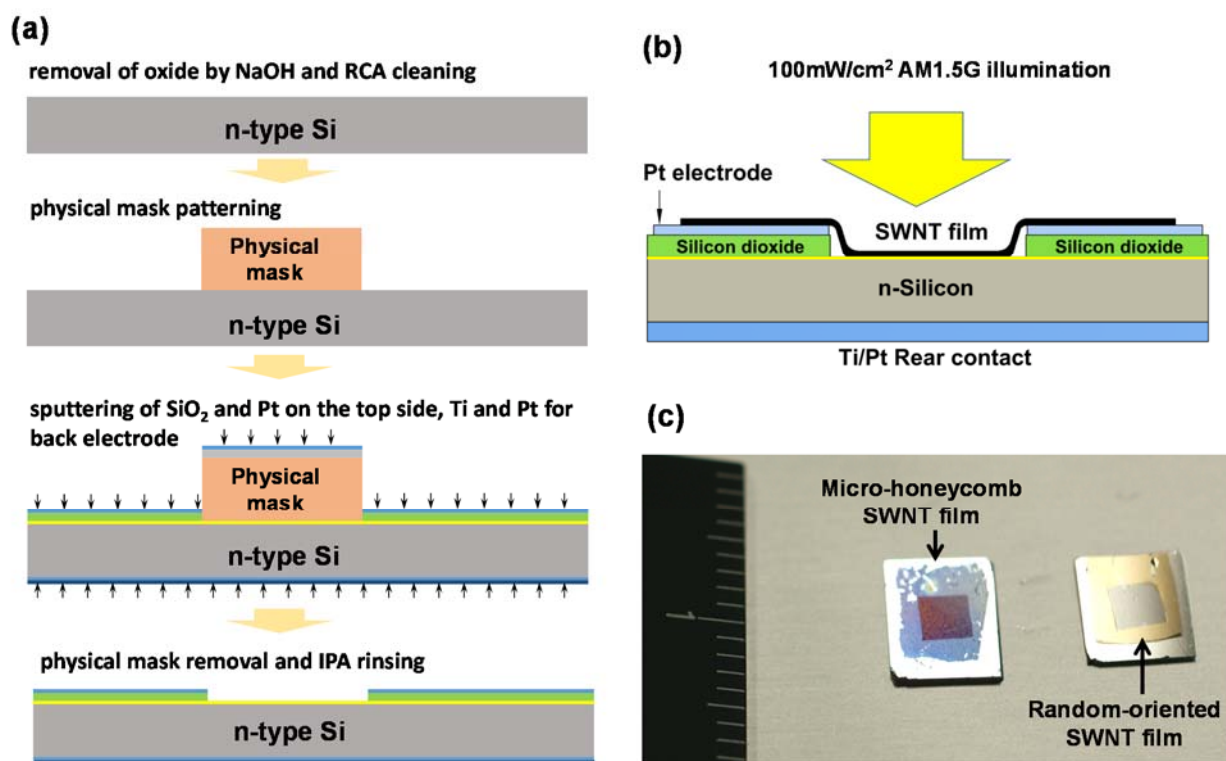 (a)
removal of oxide by NaOH and RCA cleaning
n-type Si
physical mask patterning
Physical
mask
n-type Si
sputtering of SiO₂ and Pt on the top side, Ti and Pt for
back electrode
Physical
mask
n-type Si
physical mask removal and IPA rinsing
n-type Si
(b)
100mW/cm² AM1.5G illumination
Pt electrode
SWNT film
Silicon dioxide
Silicon dioxide
n-Silicon
Ti/Pt Rear contact
(c)
Micro-honeycomb
SWNT film
1
Random-oriented
SWNT film